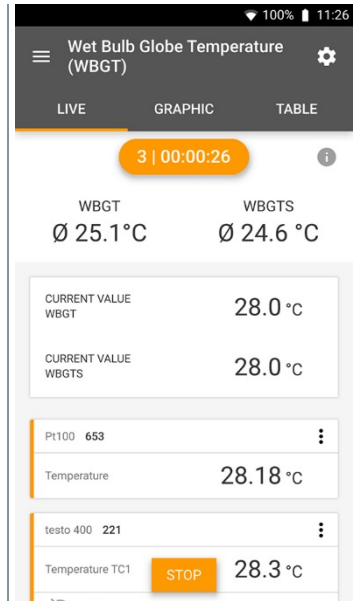 100% 11:26
Wet Bulb Globe Temperature
(WBGT)
LIVE GRAPHIC TABLE
3 | 00:00:26
WBGT WBGTS
Ø 25.1°C Ø 24.6 °C
CURRENT VALUE
WBGT 28.0 °C
CURRENT VALUE
WBGTS 28.0 °C
Pt100 653
Temperature 28.18 °C
testo 400 221
Temperature TC1 28.3 °C
STOP